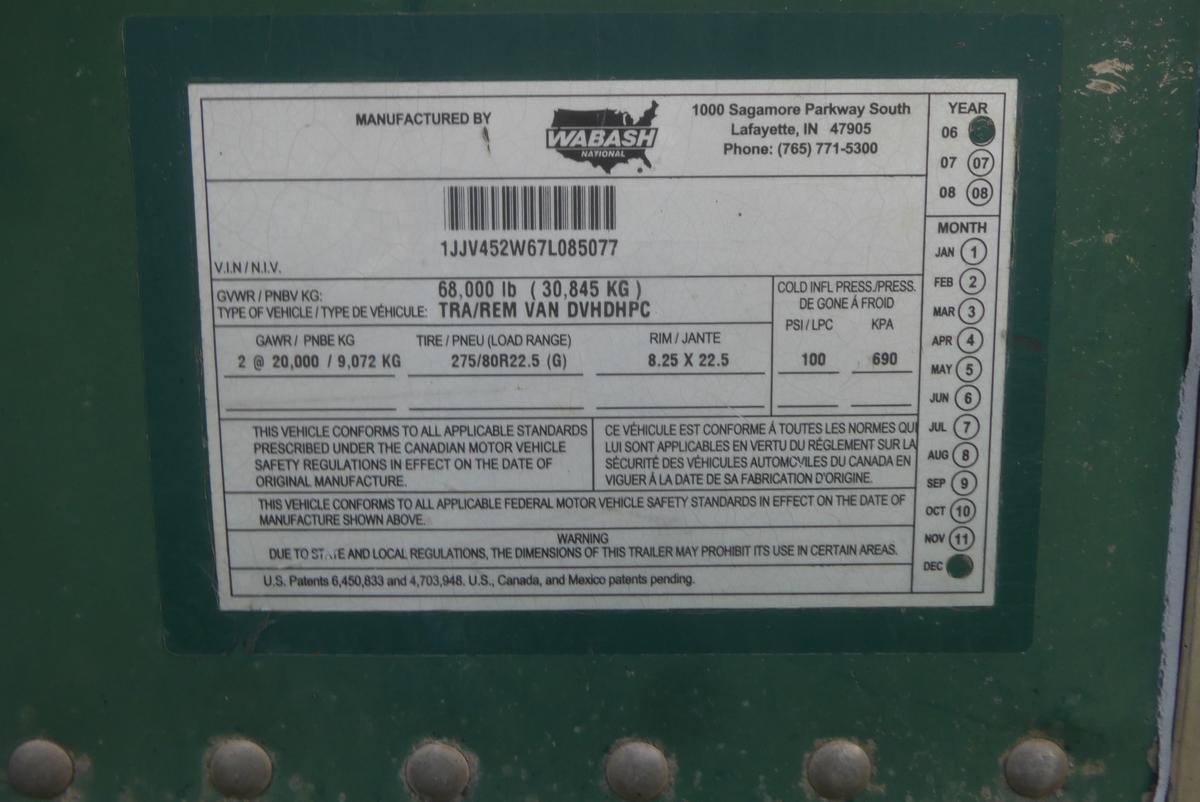 MANUFACTURED BY
WABASH
NATIONAL
1000 Sagamore Parkway South
Lafayette, IN 47905
Phone: (765) 771-5300
YEAR
06
07 07
08 08
1JJV452W67L085077
V.I.N / N.I.V.
GVWR / PNBV KG: 68,000 lb ( 30,845 KG )
TYPE OF VEHICLE / TYPE DE VÉHICULE: TRA/REM VAN DVHDHPC
COLD INFL PRESS./PRESS.
DE GONE Á FROID
PSI / LPC KPA
GAWR / PNBE KG TIRE / PNEU (LOAD RANGE) RIM / JANTE
2 @ 20,000 / 9,072 KG 275/80R22.5 (G) 8.25 X 22.5 100 690
THIS VEHICLE CONFORMS TO ALL APPLICABLE STANDARDS
PRESCRIBED UNDER THE CANADIAN MOTOR VEHICLE
SAFETY REGULATIONS IN EFFECT ON THE DATE OF
ORIGINAL MANUFACTURE.
CE VÉHICULE EST CONFORME Á TOUTES LES NORMES QUI
LUI SONT APPLICABLES EN VERTU DU RÉGLEMENT SUR LA
SÉCURITÉ DES VÉHICULES AUTOMOVILES DU CANADA EN
VIGUER Á LA DATE DE SA FABRICATION D'ORIGINE.
THIS VEHICLE CONFORMS TO ALL APPLICABLE FEDERAL MOTOR VEHICLE SAFETY STANDARDS IN EFFECT ON THE DATE OF
MANUFACTURE SHOWN ABOVE.
WARNING
DUE TO STATE AND LOCAL REGULATIONS, THE DIMENSIONS OF THIS TRAILER MAY PROHIBIT ITS USE IN CERTAIN AREAS.
U.S. Patents 6,450,833 and 4,703,948. U.S., Canada, and Mexico patents pending.
MONTH
JAN 1
FEB 2
MAR 3
APR 4
MAY 5
JUN 6
JUL 7
AUG 8
SEP 9
OCT 10
NOV 11
DEC